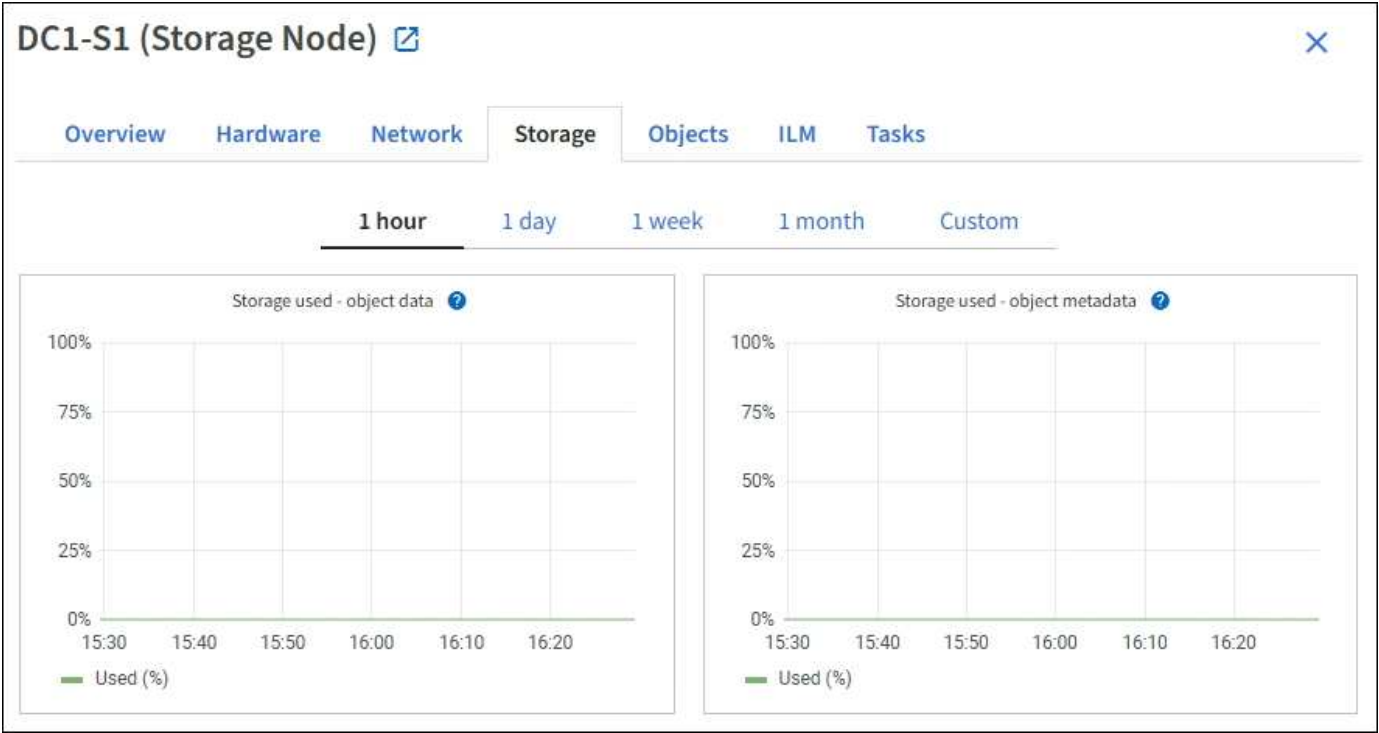 DC1-S1 (Storage Node)
Overview Hardware Network Storage Objects ILM Tasks
1 hour 1 day 1 week 1 month Custom
Storage used - object data ?
100%
75%
50%
25%
0%
15:30 15:40 15:50 16:00 16:10 16:20
Used (%)
Storage used - object metadata ?
100%
75%
50%
25%
0%
15:30 15:40 15:50 16:00 16:10 16:20
Used (%)